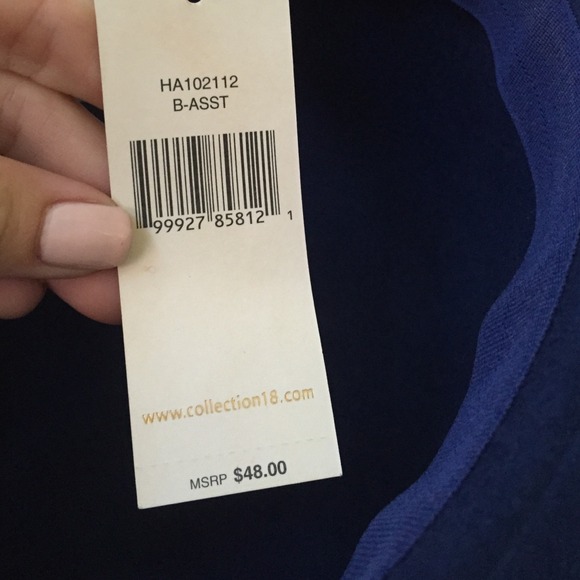 HA102112
B-ASST
99927 85812 1
www.collection18.com
MSRP $48.00